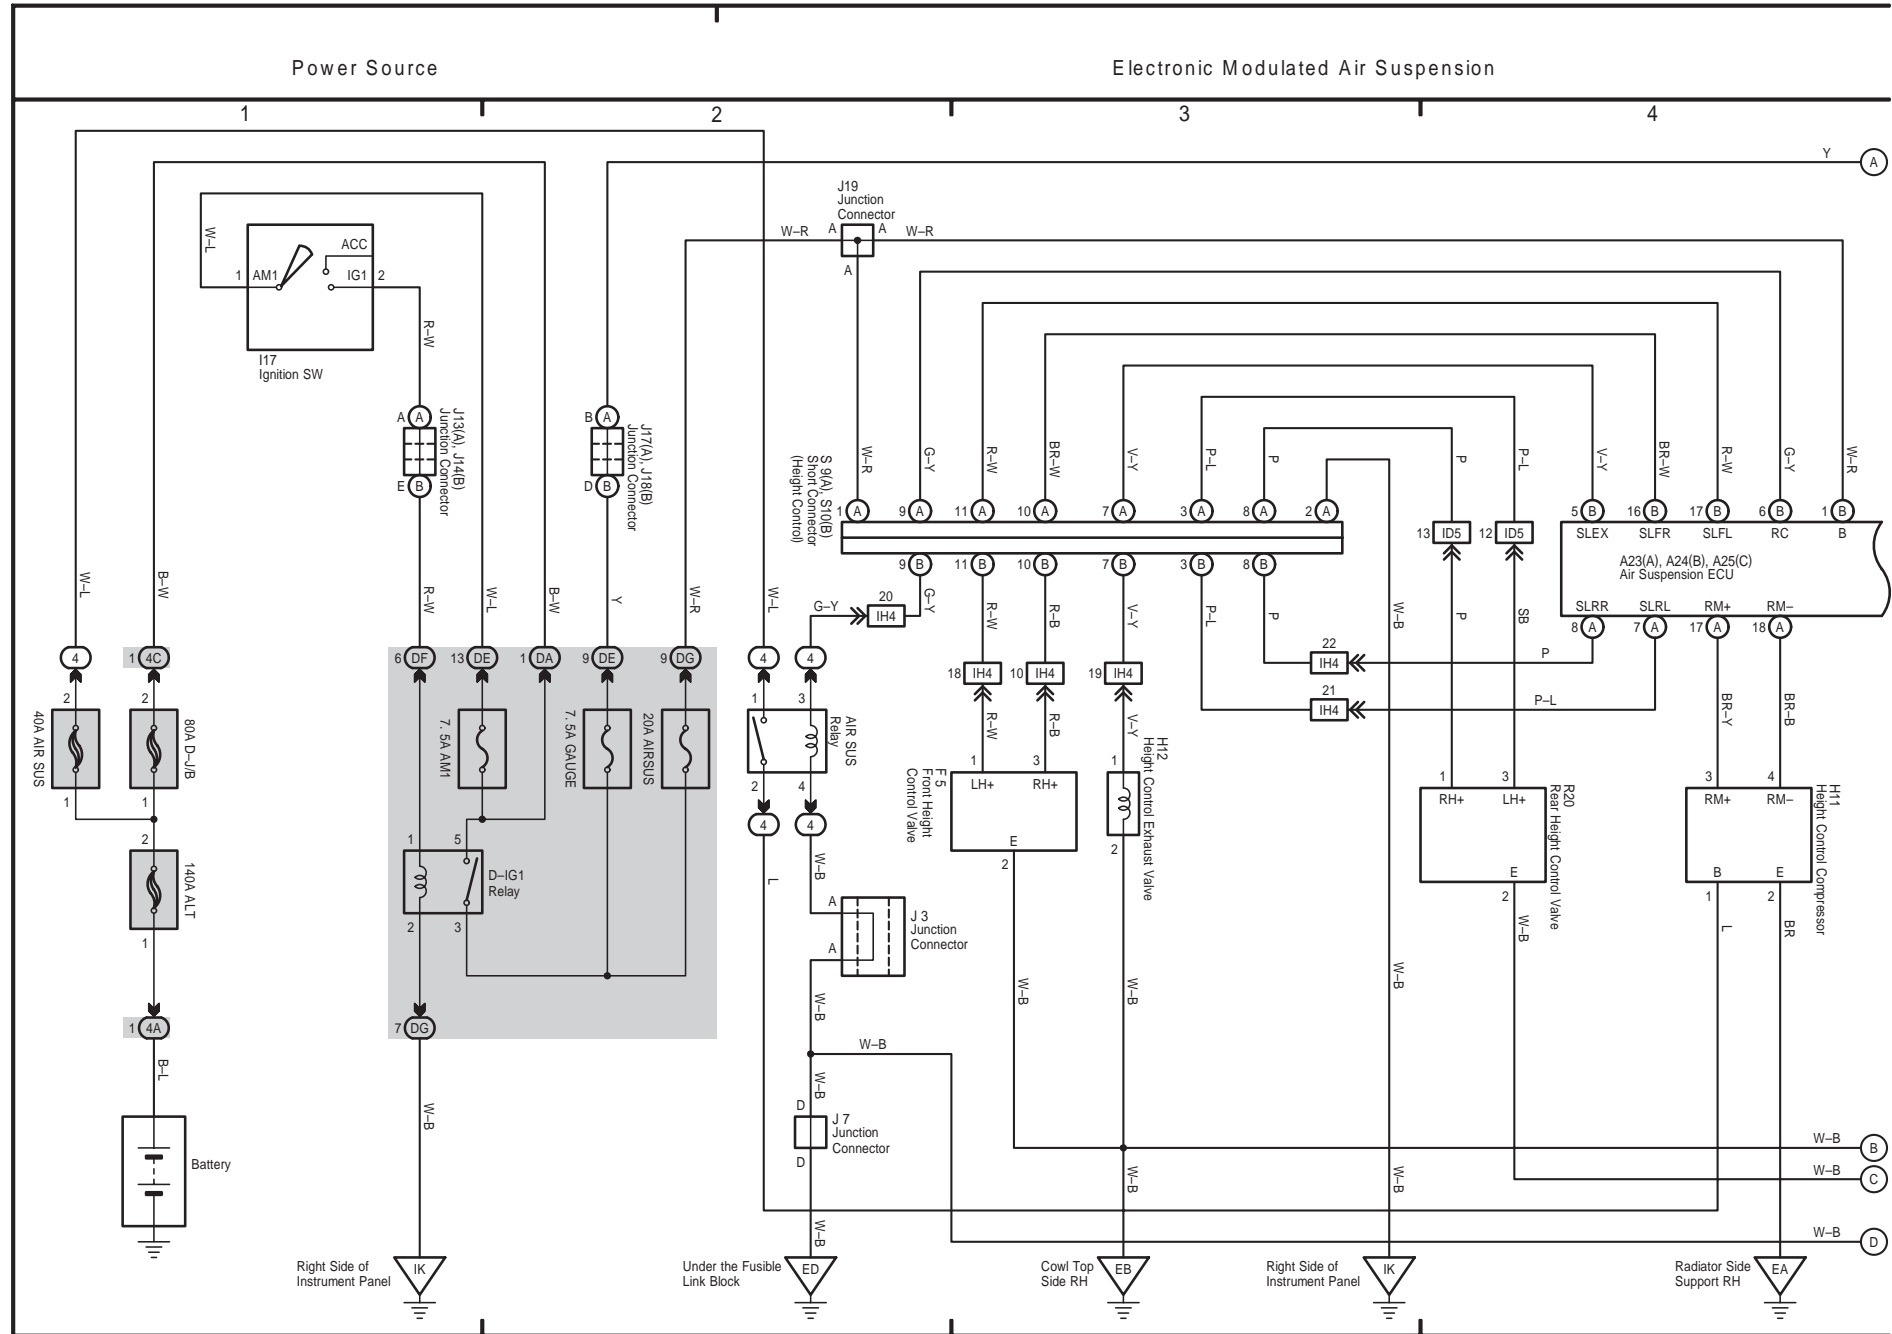 Power Source
Electronic Modulated Air Suspension
1
2
3
4
Y
A
J19
Junction
Connector
W–R
A
A
W–R
A
W–L
ACC
1
AM1
IG1
2
I17
Ignition SW
R–W
A
A
E
B
J13(A), J14(B)
Junction Connector
B
A
D
B
J17(A), J18(B)
Junction Connector
W–R
G–Y
R–W
BR–W
V–Y
P–L
P
P
P–L
V–Y
BR–W
R–W
G–Y
W–R
S 9(A), S10(B)
Short Connector
(Height Control)
1 A
9 A
11 A
10 A
7 A
3 A
8 A
2 A
13 ID5
12 ID5
5 B
16 B
17 B
6 B
1 B
SLEX
SLFR
SLFL
RC
B
A23(A), A24(B), A25(C)
Air Suspension ECU
SLRR
SLRL
RM+
RM–
8 A
7 A
17 A
18 A
9 B
11 B
10 B
7 B
3 B
8 B
W–L
B–W
R–W
W–L
B–W
Y
W–R
W–L
G–Y
20
IH4
G–Y
R–W
R–B
V–Y
P–L
P
W–B
P
SB
22
IH4
P
21
IH4
P–L
4
1 4C
6 DF
13 DE
1 DA
9 DE
9 DG
4
4
18 IH4
10 IH4
19 IH4
2
2
1
3
40A AIR SUS
80A D–J/B
7. 5A AM1
7. 5A GAUGE
20A AIRSUS
AIR SUS
Relay
R–W
R–B
V–Y
BR–Y
BR–B
1
1
2
4
4
4
1
3
LH+
RH+
F 5
Front Height
Control Valve
E
2
1
2
H12
Height Control Exhaust Valve
1
3
RH+
LH+
E
2
R20
Rear Height Control Valve
3
4
RM+
RM–
B
E
1
2
H11
Height Control Compressor
2
140A ALT
1
1
5
D–IG1
Relay
2
3
L
W–B
A
A
J 3
Junction
Connector
W–B
L
BR
W–B
W–B
W–B
W–B
1 4A
7 DG
B–L
W–B
W–B
W–B
D
J 7
Junction
Connector
D
Battery
W–B
B
W–B
C
W–B
W–B
W–B
W–B
D
Right Side of
Instrument Panel
IK
Under the Fusible
Link Block
ED
Cowl Top
Side RH
EB
Right Side of
Instrument Panel
IK
Radiator Side
Support RH
EA